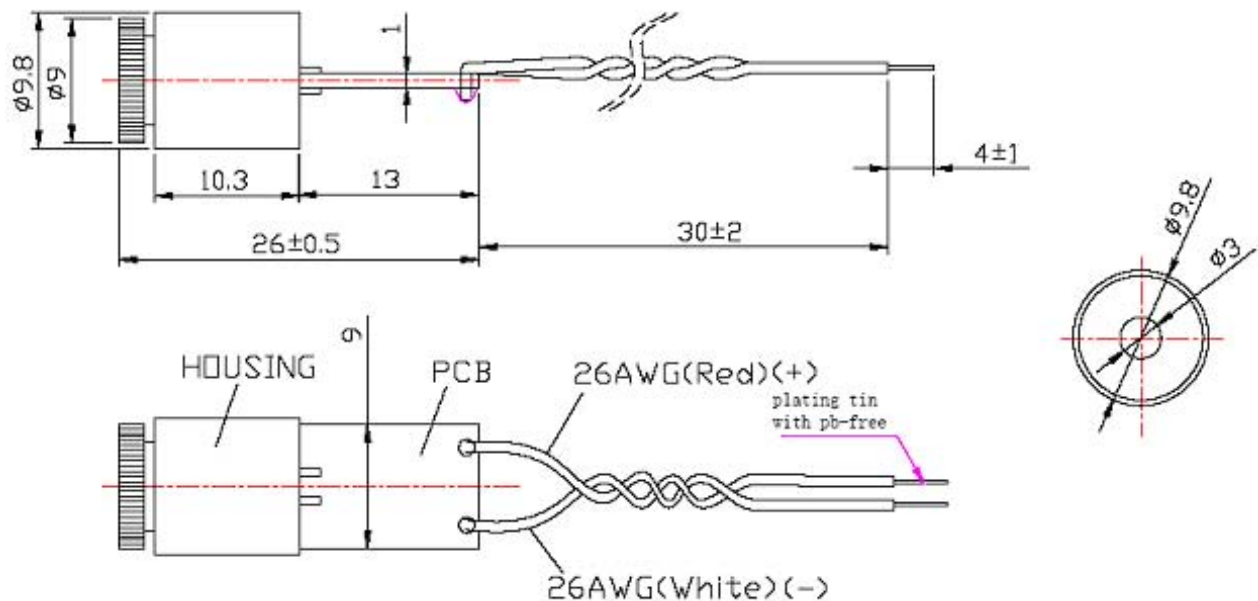 1
ø9.8
ø9
10.3
13
4±1
26±0.5
30±2
ø9.8
ø3
9
HOUSING
PCB
26AWG(Red)(+)
plating tin
with pb-free
26AWG(White)(-)